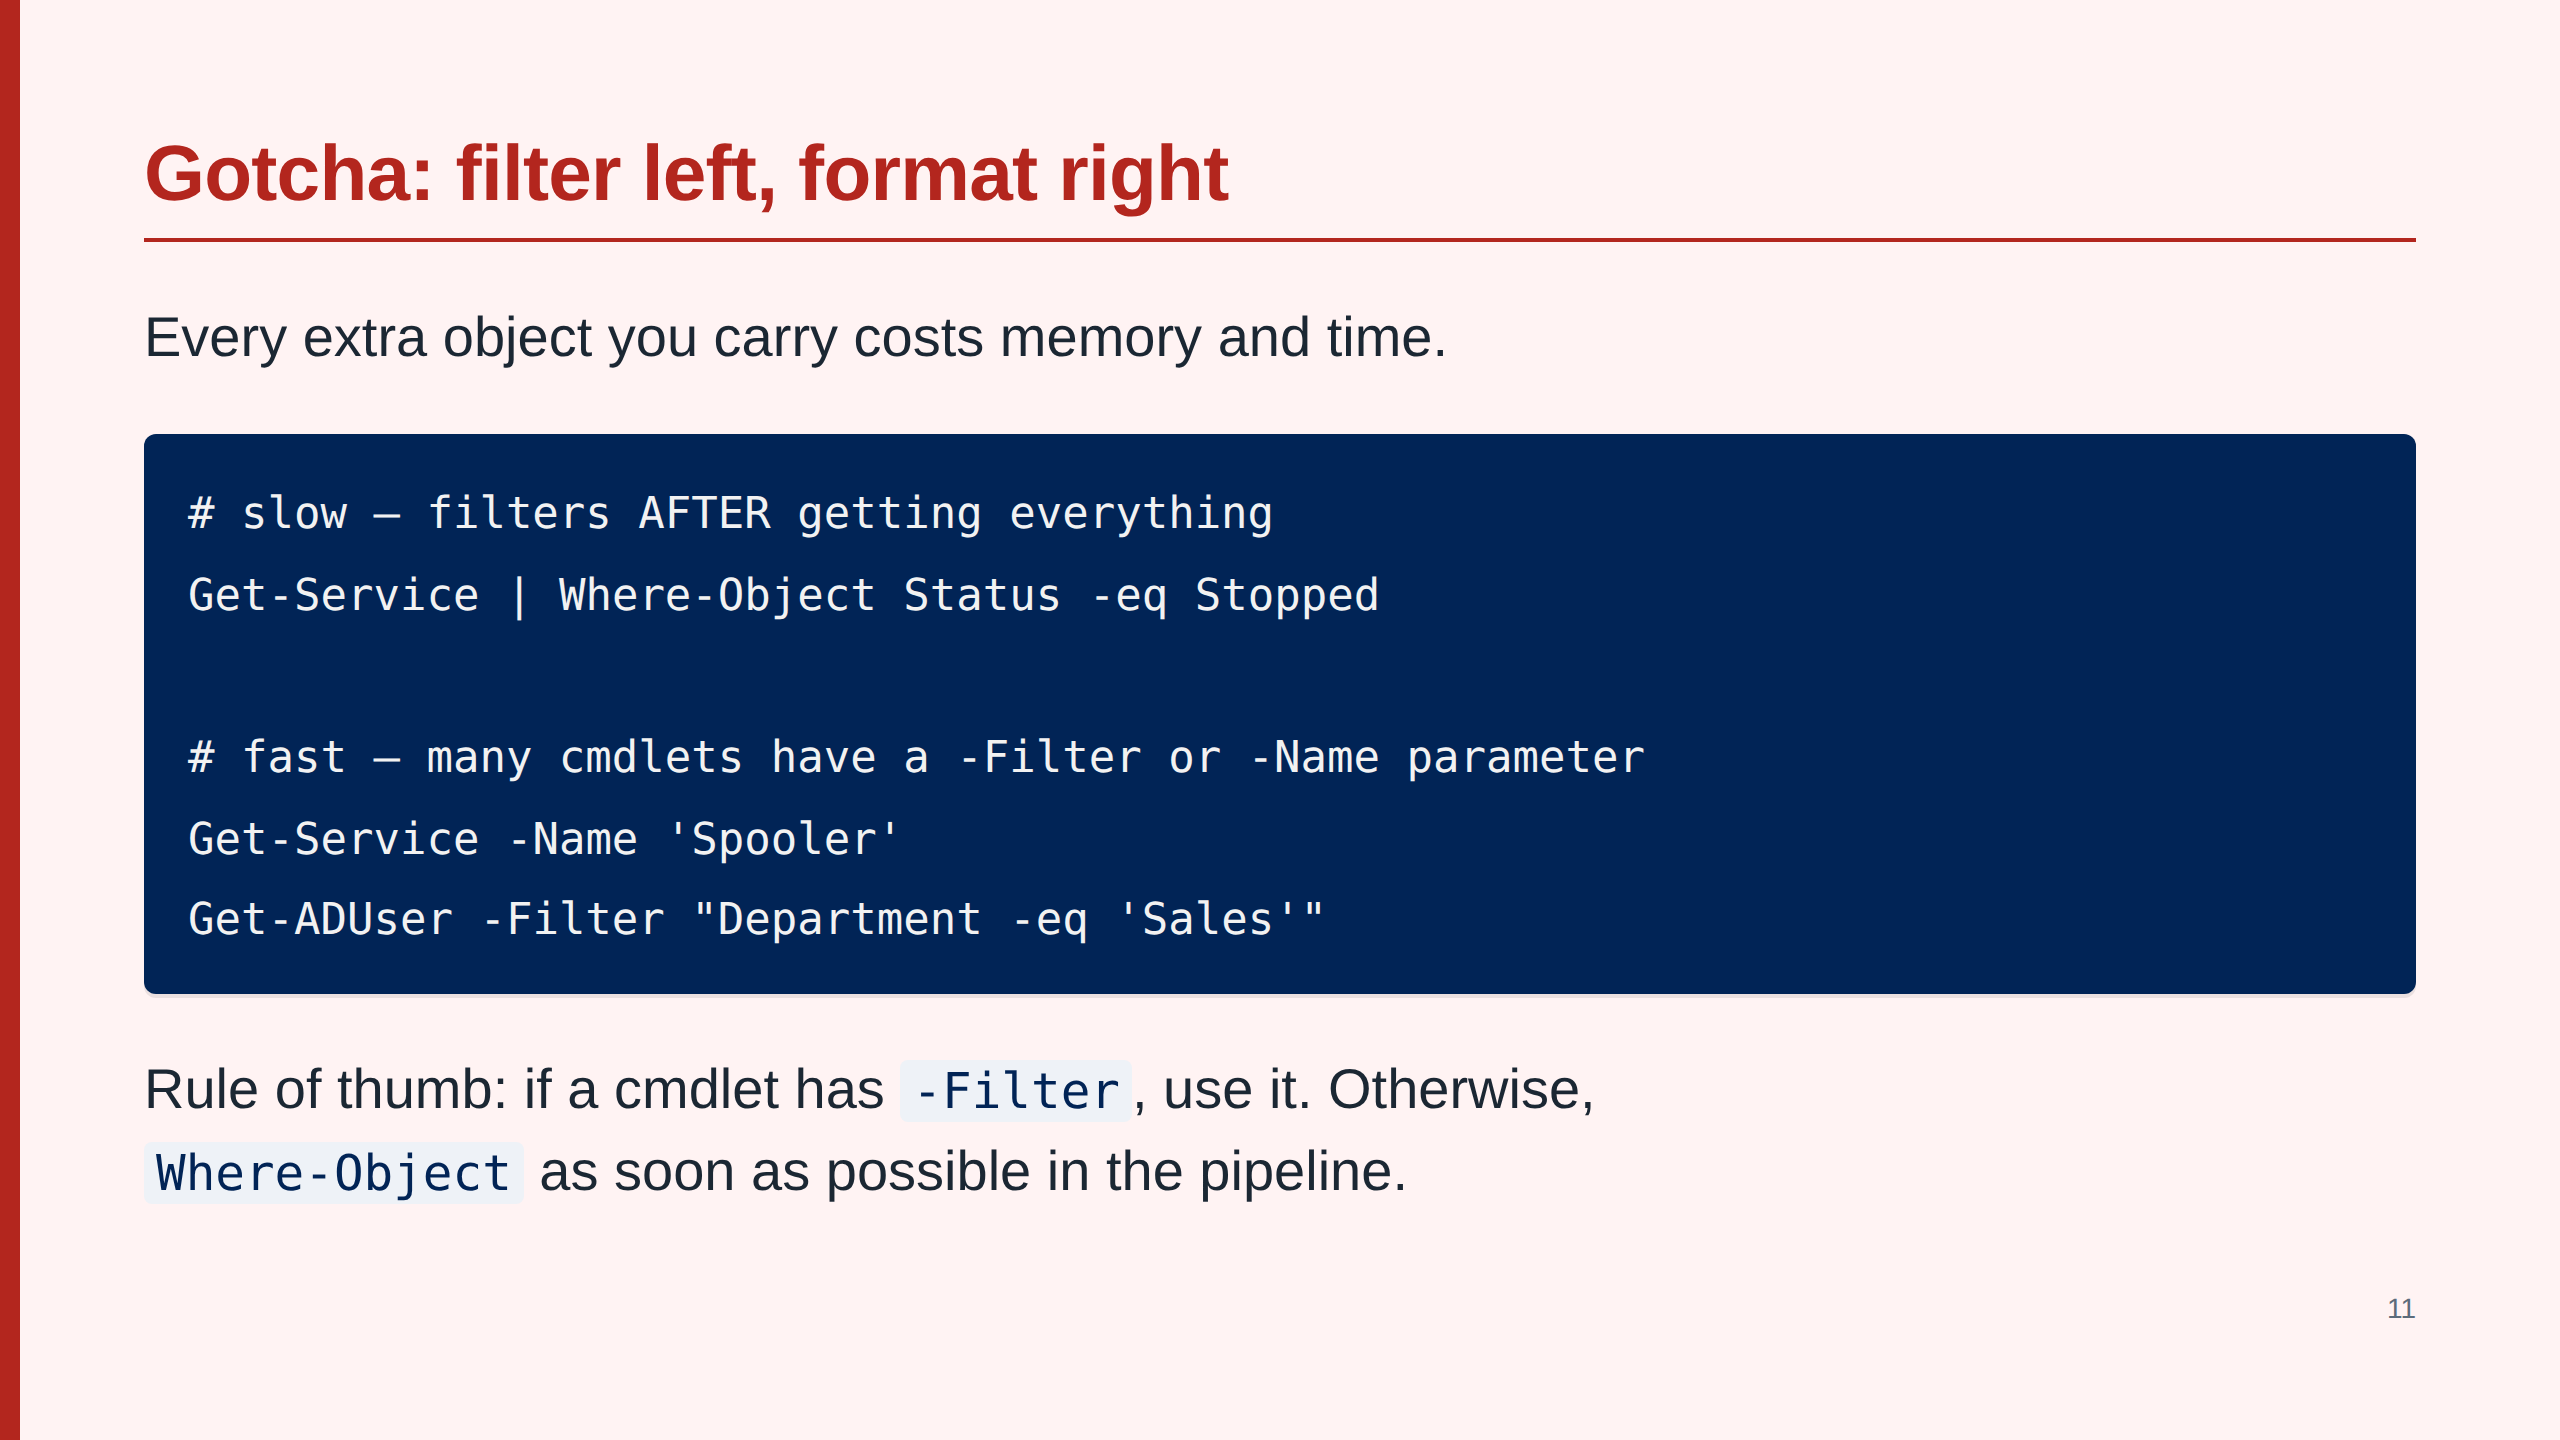 Gotcha: filter left, format right
Every extra object you carry costs memory and time.
# slow — filters AFTER getting everything
Get-Service | Where-Object Status -eq Stopped
# fast — many cmdlets have a -Filter or -Name parameter
Get-Service -Name 'Spooler'
Get-ADUser -Filter "Department -eq 'Sales'"
Rule of thumb: if a cmdlet has -Filter, use it. Otherwise,
Where-Object as soon as possible in the pipeline.
11